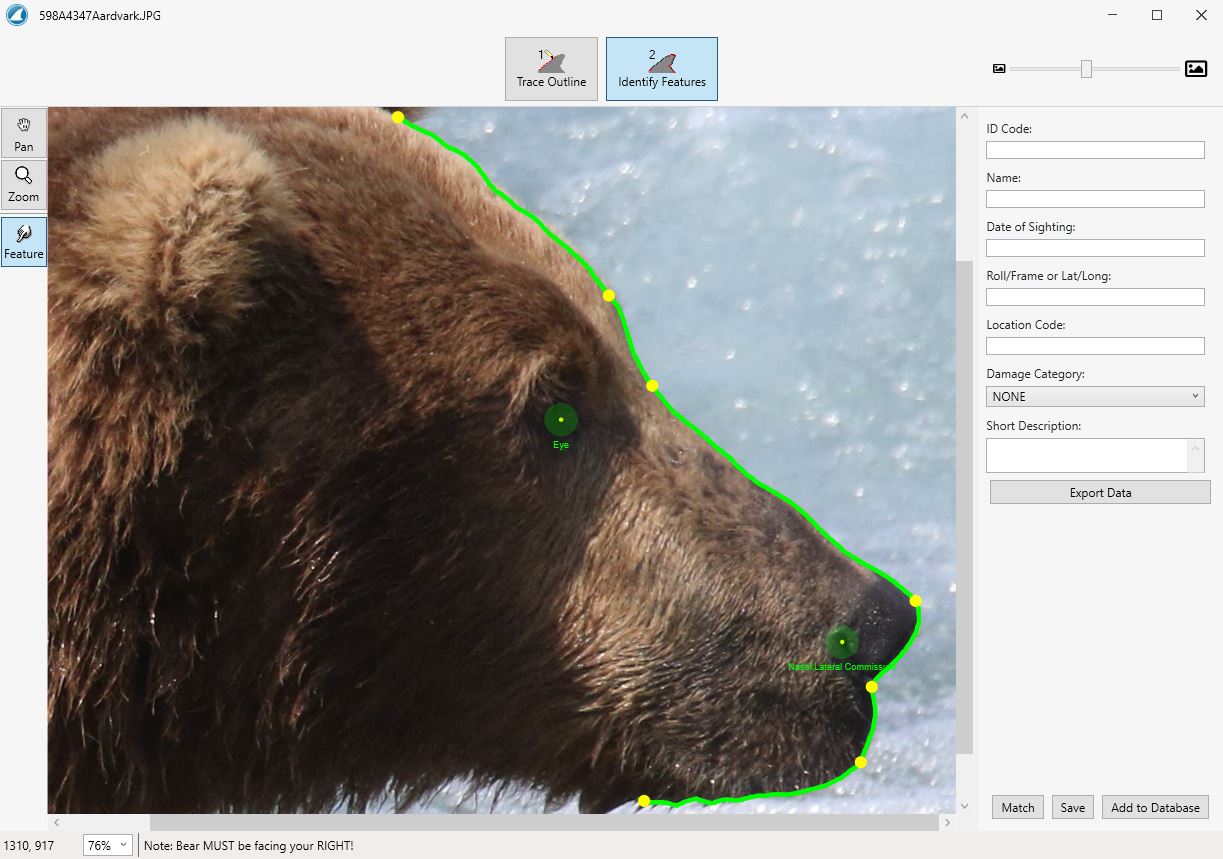 598A4347Aardvark.JPG
1
Trace Outline
2
Identify Features
Pan
Zoom
Feature
Eye
Nasal Lateral Commissu
ID Code:
Name:
Date of Sighting:
Roll/Frame or Lat/Long:
Location Code:
Damage Category:
NONE
Short Description:
Export Data
Match
Save
Add to Database
1310, 917
76%
Note: Bear MUST be facing your RIGHT!